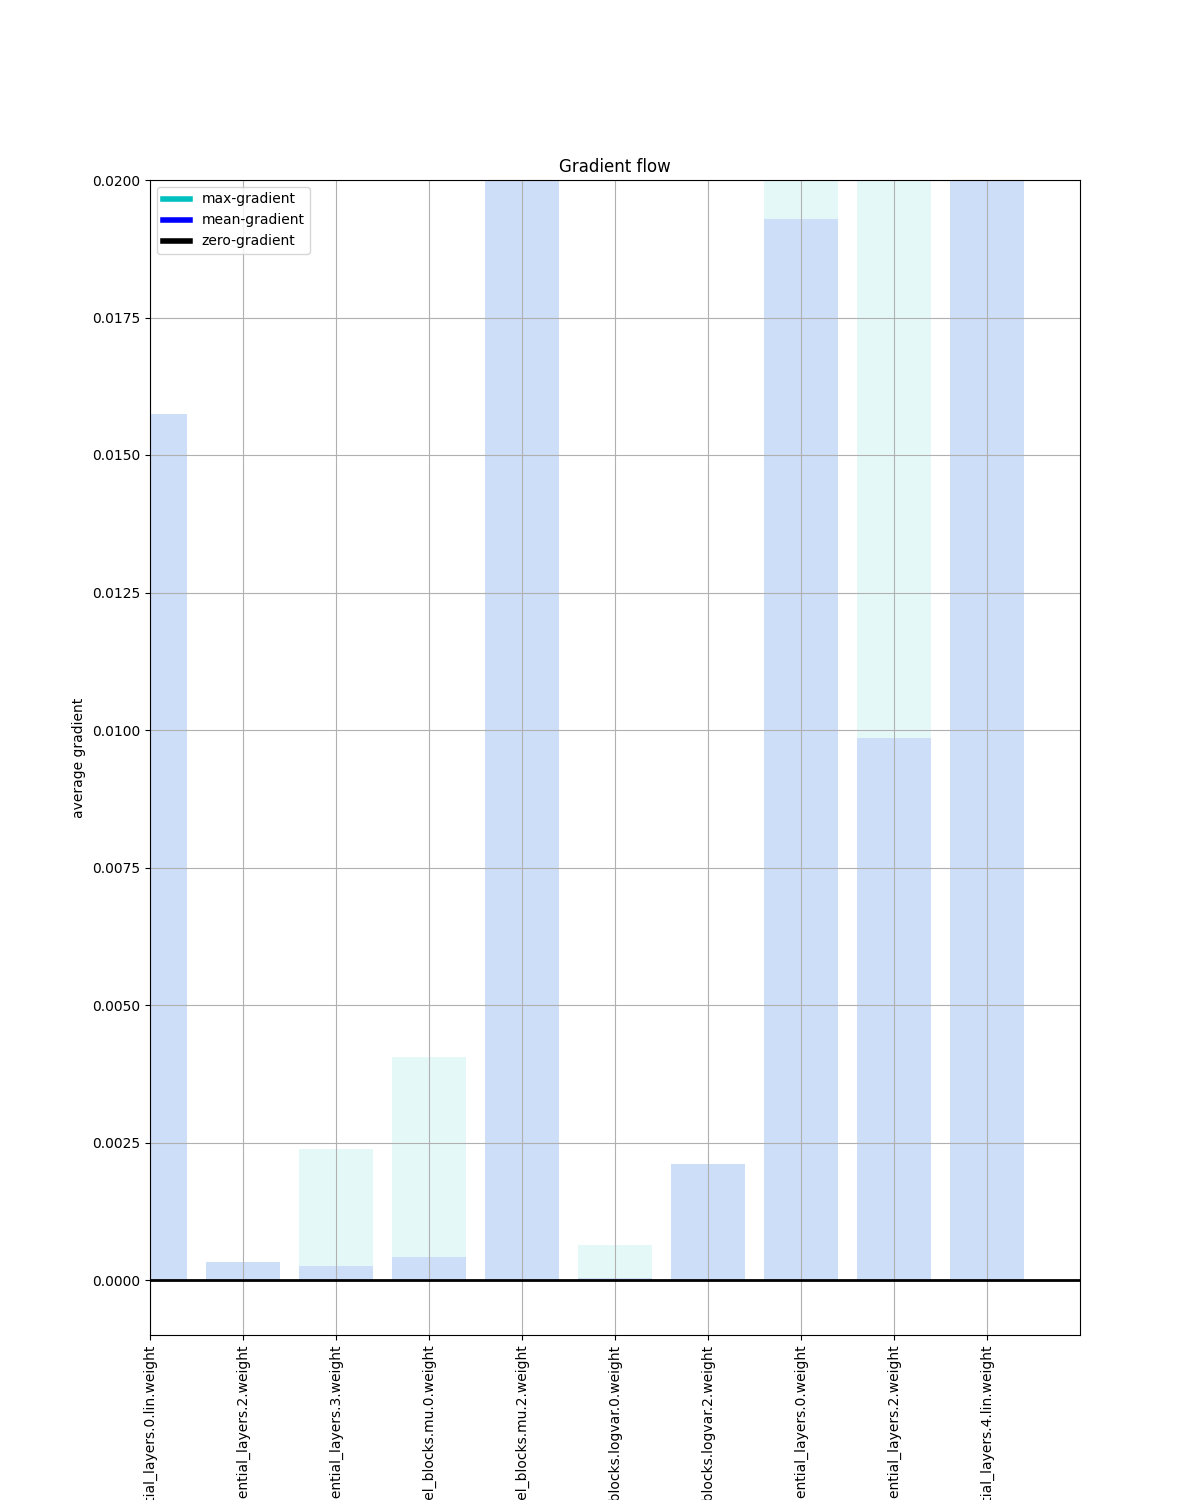 Gradient flow
max-gradient
mean-gradient
zero-gradient
0.0200
0.0175
0.0150
0.0125
0.0100
0.0075
0.0050
0.0025
0.0000
average gradient
tial_layers.0.lin.weight
ential_layers.2.weight
ential_layers.3.weight
el_blocks.mu.0.weight
el_blocks.mu.2.weight
blocks.logvar.0.weight
blocks.logvar.2.weight
ential_layers.0.weight
ential_layers.2.weight
tial_layers.4.lin.weight